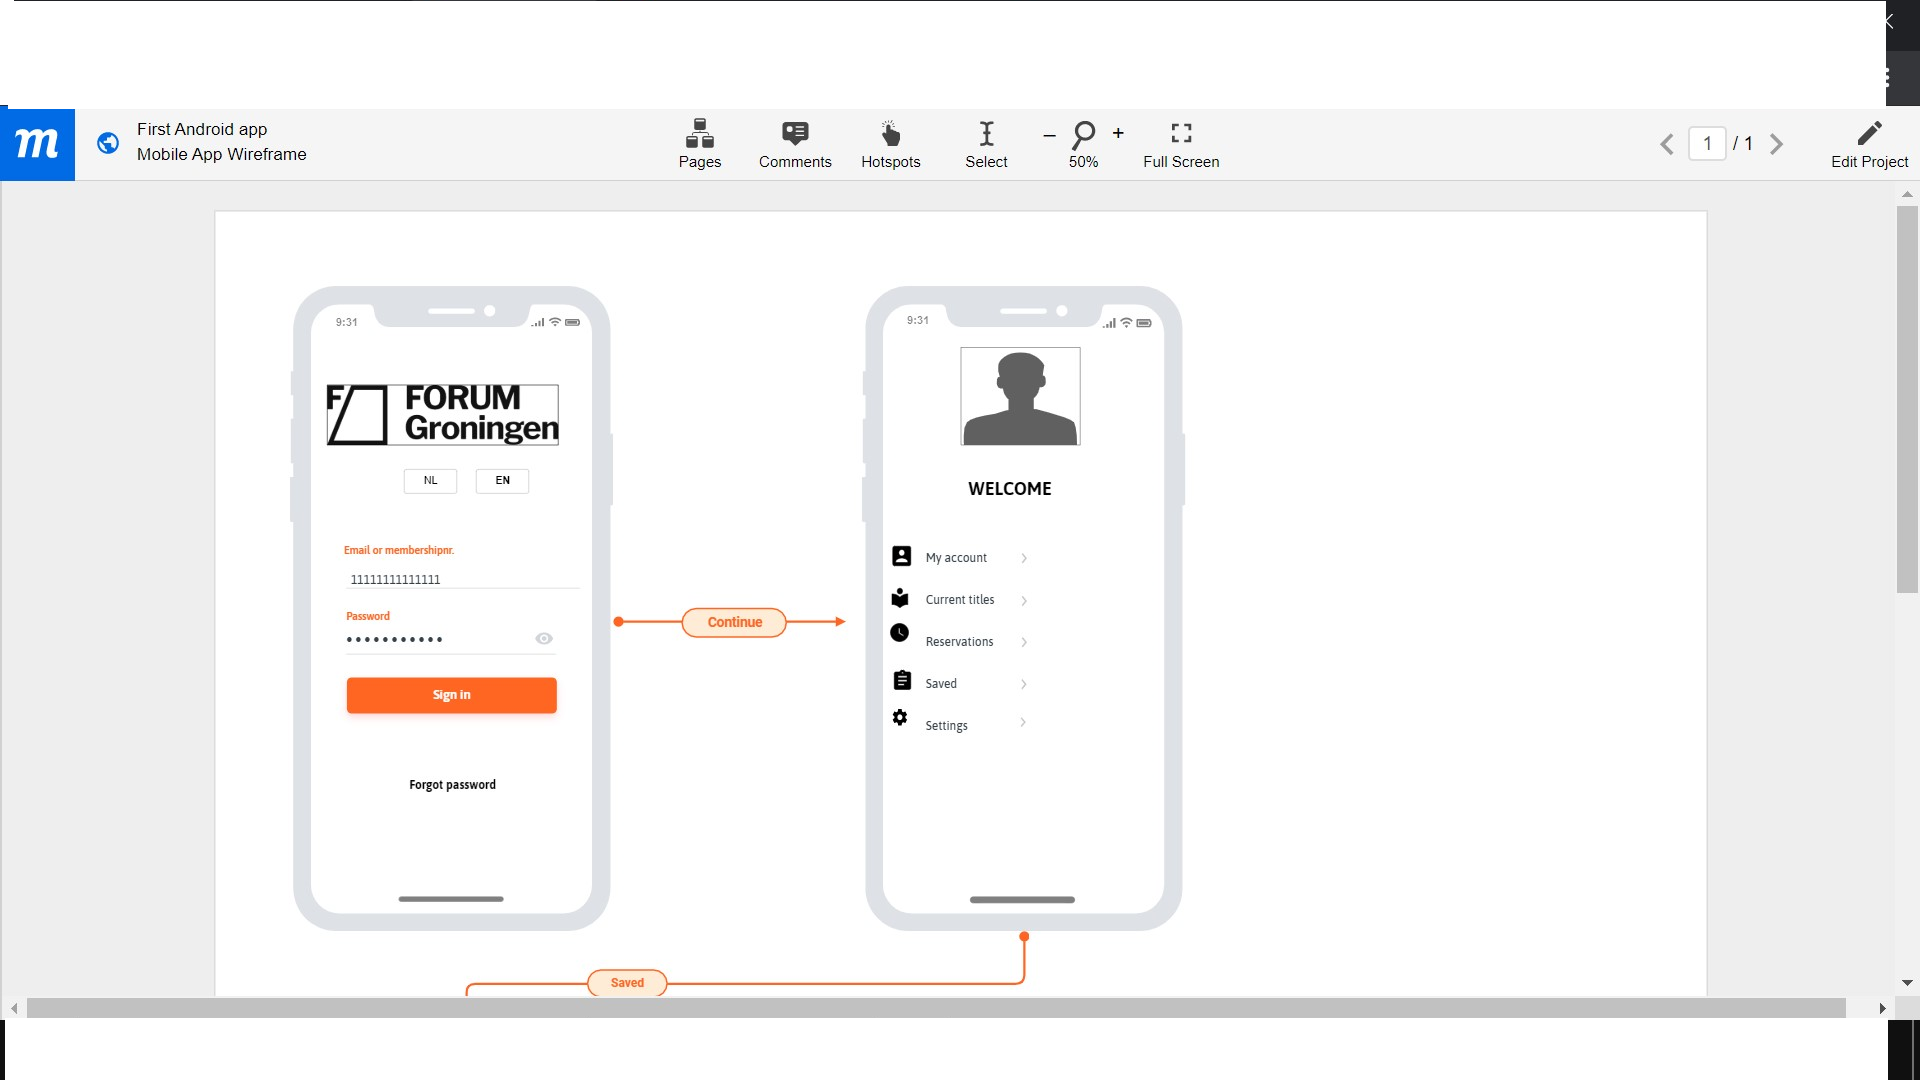 m
First Android app
Mobile App Wireframe
Pages
Comments
Hotspots
Select
– 50% +
Full Screen
1 / 1
Edit Project
9:31
F
FORUM
Groningen
NL EN
Email or membershipnr.
11111111111111
Password
•••••••••••
Sign in
Forgot password
Continue
9:31
WELCOME
My account
Current titles
Reservations
Saved
Settings
Saved